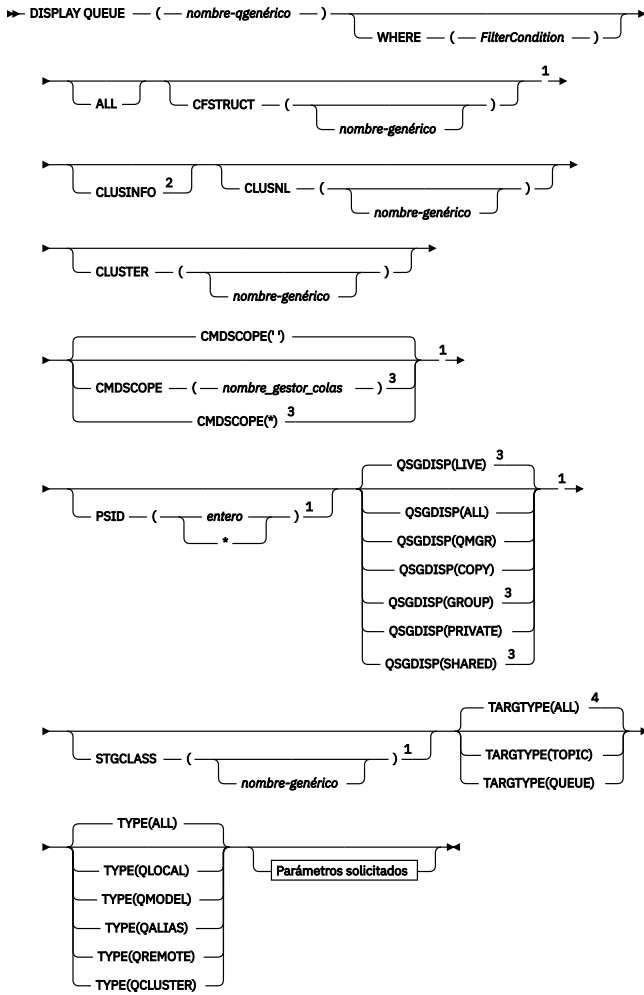 DISPLAY QUEUE ( nombre-qgenérico )
WHERE ( FilterCondition )
1
ALL
CFSTRUCT ( )
nombre-genérico
CLUSINFO 2
CLUSNL ( )
nombre-genérico
CLUSTER ( )
nombre-genérico
CMDSCOPE(' ')
1
CMDSCOPE ( nombre_gestor_colas ) 3
CMDSCOPE(*) 3
QSGDISP(LIVE) 3
1
PSID ( entero ) 1
*
QSGDISP(ALL)
QSGDISP(QMGR)
QSGDISP(COPY)
QSGDISP(GROUP) 3
QSGDISP(PRIVATE)
QSGDISP(SHARED) 3
TARGTYPE(ALL) 4
STGCLASS ( ) 1
nombre-genérico
TARGTYPE(TOPIC)
TARGTYPE(QUEUE)
TYPE(ALL)
TYPE(QLOCAL)
Parámetros solicitados
TYPE(QMODEL)
TYPE(QALIAS)
TYPE(QREMOTE)
TYPE(QCLUSTER)